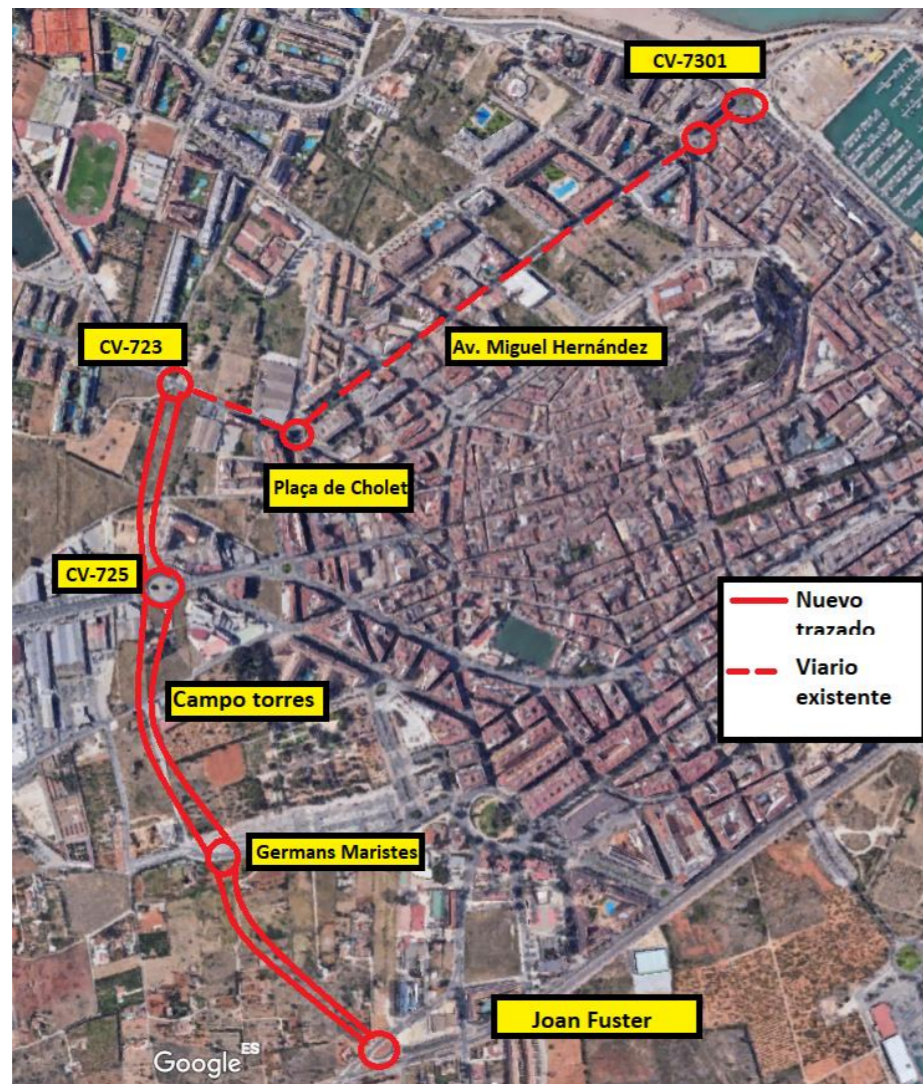 CV-7301
CV-723
Av. Miguel Hernández
Plaça de Cholet
CV-725
Nuevo
trazado
Viario
existente
Campo torres
Germans Maristes
Joan Fuster
Google
ES